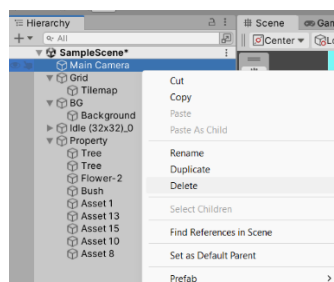 Hierarchy
Scene
Gam
All
Center
Lo
SampleScene*
Main Camera
Grid
Tilemap
BG
Background
Idle (32x32)_0
Property
Tree
Tree
Flower-2
Bush
Asset 1
Asset 13
Asset 15
Asset 10
Asset 8
Cut
Copy
Paste
Paste As Child
Rename
Duplicate
Delete
Select Children
Find References in Scene
Set as Default Parent
Prefab